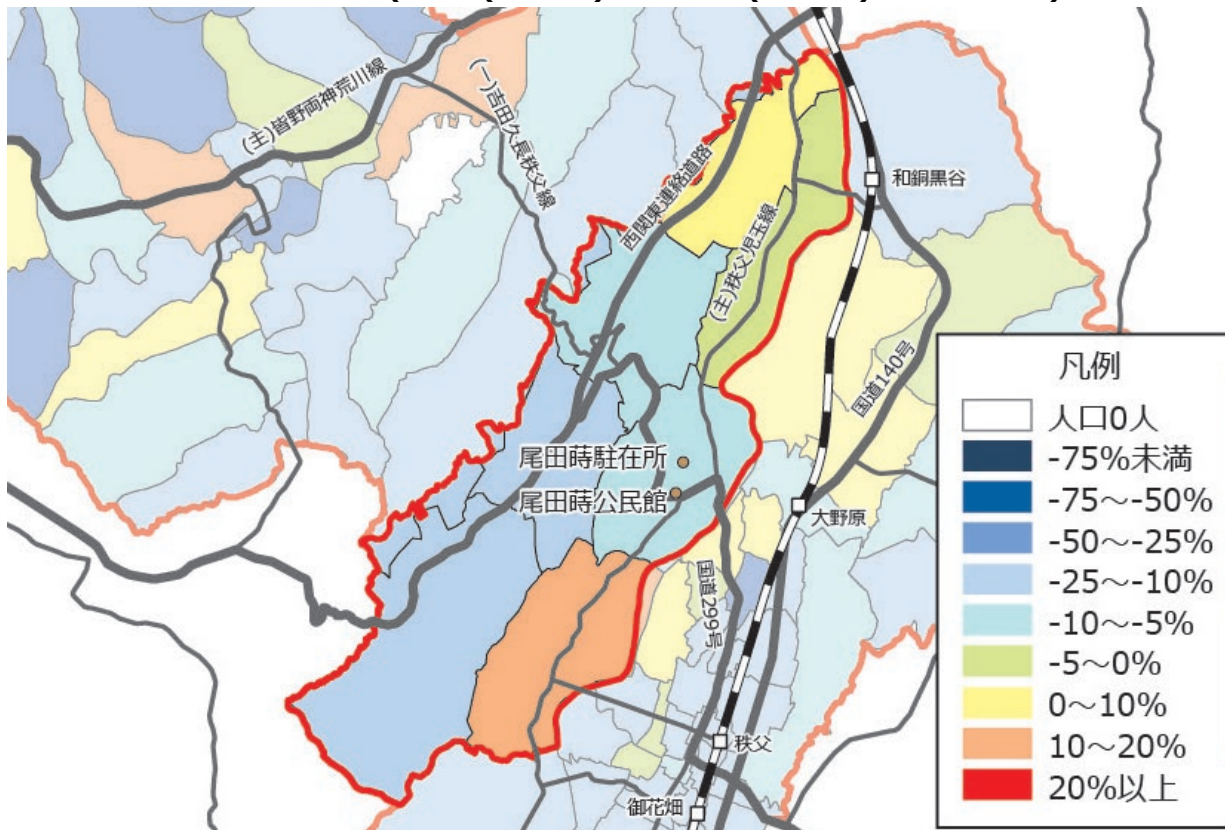 (主)皆野両神荒川線
(一)吉田久長秩父線
西関東連絡道路
和銅黒谷
(主)秩父児玉線
国道140号
尾田蒔駐在所
尾田蒔公民館
大野原
国道299号
秩父
御花畑
凡例
人口0人
-75%未満
-75~-50%
-50~-25%
-25~-10%
-10~-5%
-5~0%
0~10%
10~20%
20%以上